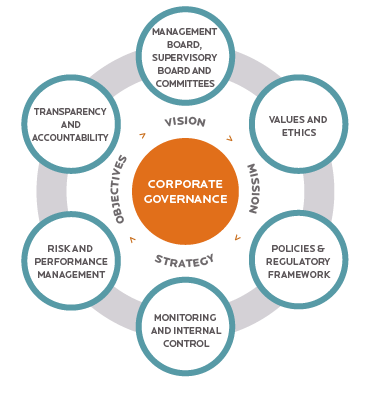 MANAGEMENT
BOARD,
SUPERVISORY
BOARD AND
COMMITTEES
TRANSPARENCY
AND
ACCOUNTABILITY
VALUES AND
ETHICS
VISION
OBJECTIVES
CORPORATE
GOVERNANCE
MISSION
STRATEGY
RISK AND
PERFORMANCE
MANAGEMENT
POLICIES &
REGULATORY
FRAMEWORK
MONITORING
AND INTERNAL
CONTROL